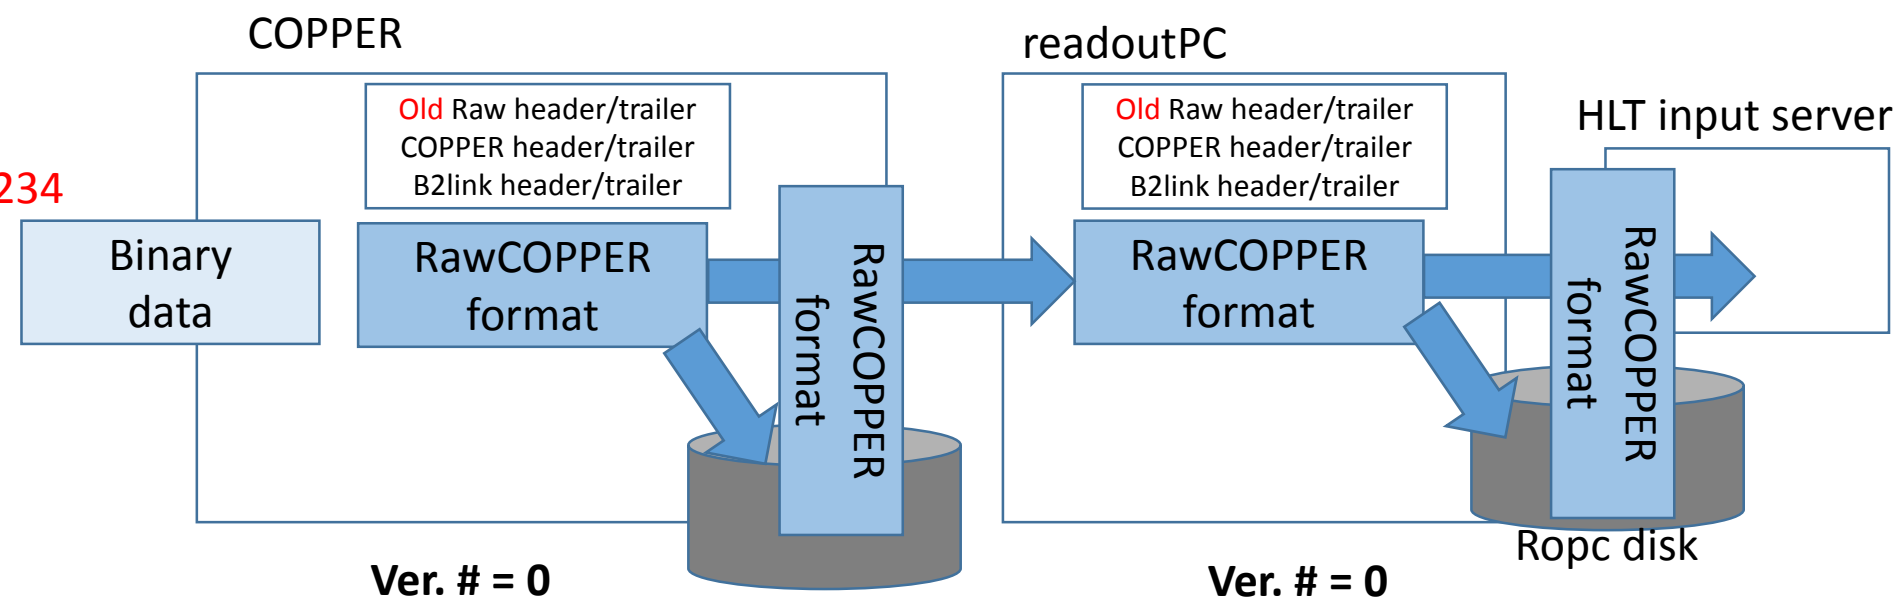 COPPER
readoutPC
HLT input server
Old Raw header/trailer
COPPER header/trailer
B2link header/trailer
Old Raw header/trailer
COPPER header/trailer
B2link header/trailer
234
Binary
data
RawCOPPER
format
RawCOPPER
format
RawCOPPER
format
RawCOPPER
format
Ropc disk
Ver. # = 0
Ver. # = 0